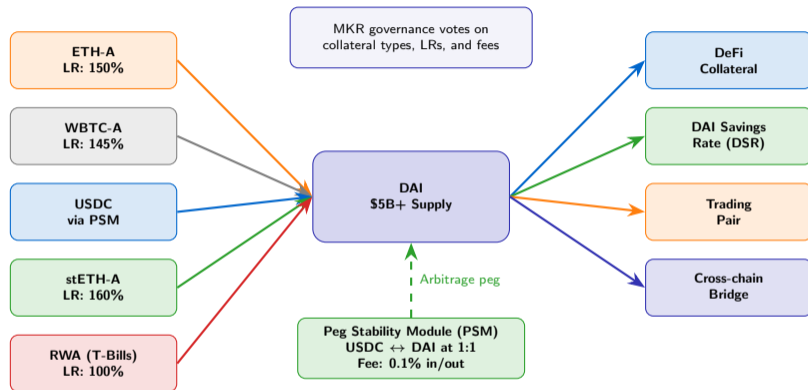 MKR governance votes on
collateral types, LRs, and fees
ETH-A
LR: 150%
WBTC-A
LR: 145%
USDC
via PSM
stETH-A
LR: 160%
RWA (T-Bills)
LR: 100%
DAI
$5B+ Supply
Arbitrage peg
Peg Stability Module (PSM)
USDC ↔ DAI at 1:1
Fee: 0.1% in/out
DeFi
Collateral
DAI Savings
Rate (DSR)
Trading
Pair
Cross-chain
Bridge